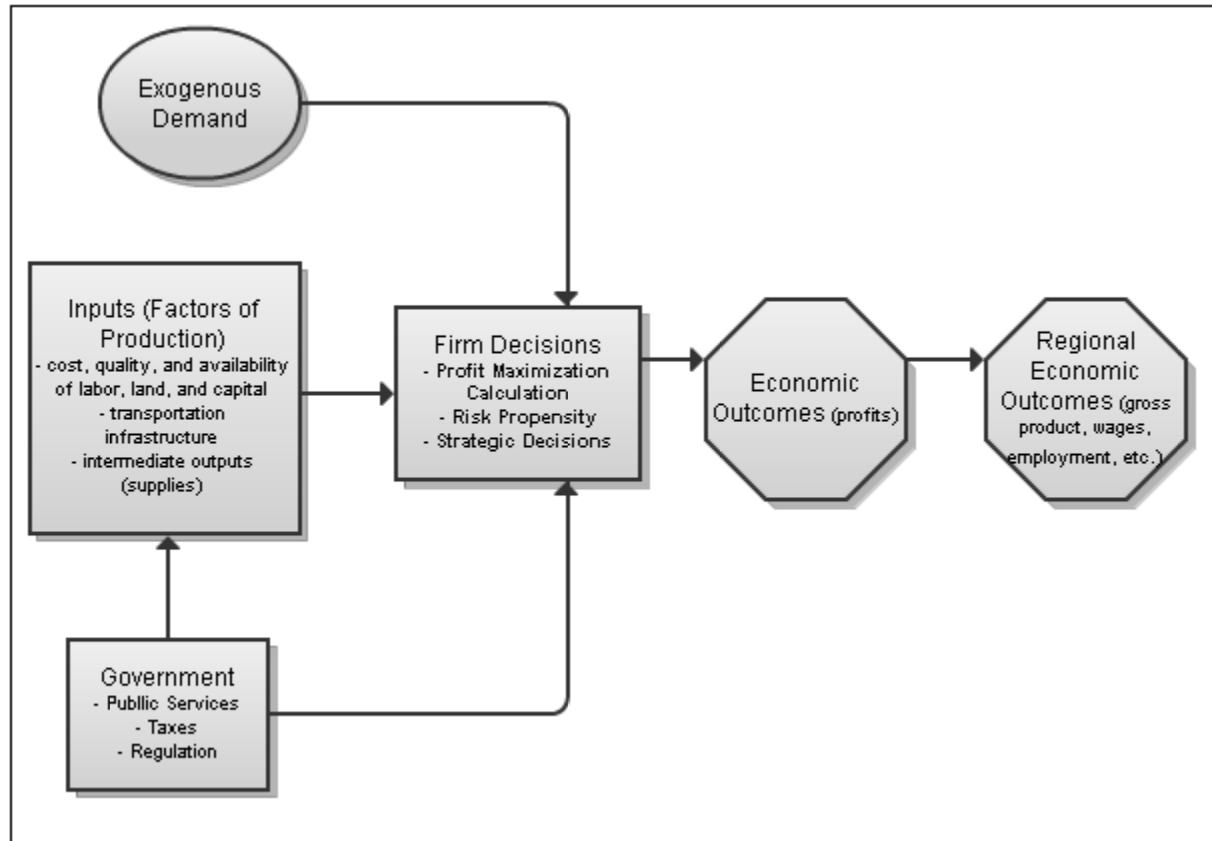 Exogenous
Demand
Inputs (Factors of
Production)
- cost, quality, and availability
of labor, land, and capital
- transportation
infrastructure
- intermediate outputs
(supplies)
Firm Decisions
- Profit Maximization
Calculation
- Risk Propensity
- Strategic Decisions
Economic
Outcomes (profits)
Regional
Economic
Outcomes (gross
product, wages,
employment, etc.)
Government
- Publlic Services
- Taxes
- Regulation